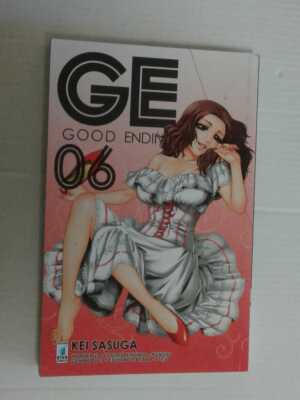 GE
GOOD ENDIN
06
KEI SASUGA